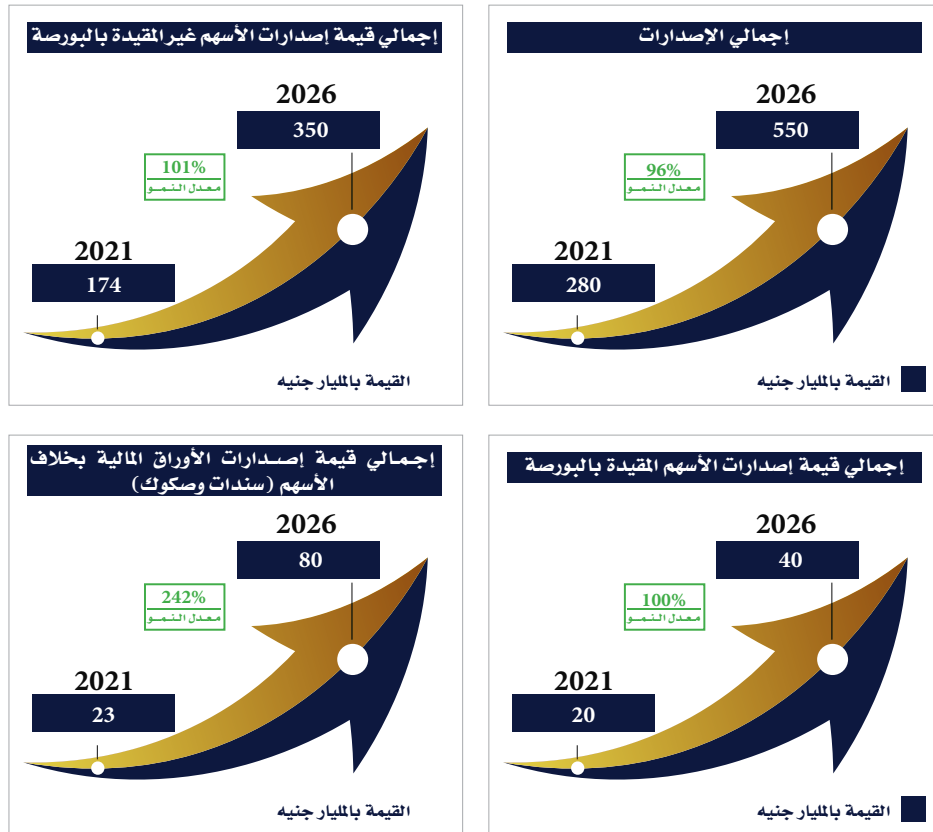 إجمالي الإصدارات
2026
550
96%
معدل النمو
2021
280
القيمة بالمليار جنيه
إجمالي قيمة إصدارات الأسهم غير المقيدة بالبورصة
2026
350
101%
معدل النمو
2021
174
القيمة بالمليار جنيه
إجمالي قيمة إصدارات الأسهم المقيدة بالبورصة
2026
40
100%
معدل النمو
2021
20
القيمة بالمليار جنيه
إجمالي قيمة إصدارات الأوراق المالية بخلاف
الأسهم (سندات وصكوك)
2026
80
242%
معدل النمو
2021
23
القيمة بالمليار جنيه